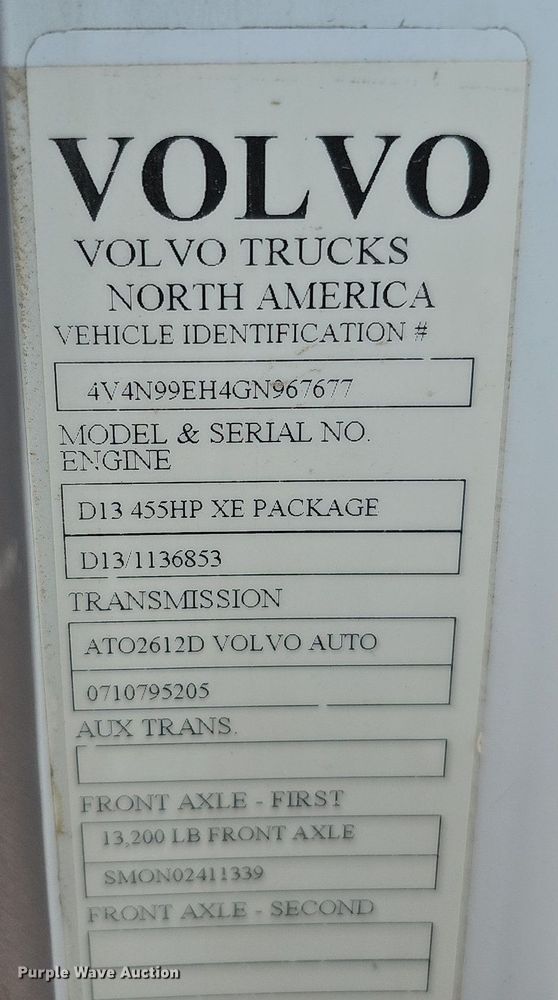 VOLVO
VOLVO TRUCKS
NORTH AMERICA
VEHICLE IDENTIFICATION #
4V4N99EH4GN967677
MODEL & SERIAL NO.
ENGINE
D13 455HP XE PACKAGE
D13/1136853
TRANSMISSION
ATO2612D VOLVO AUTO
0710795205
AUX TRANS.
FRONT AXLE - FIRST
13,200 LB FRONT AXLE
SMON02411339
FRONT AXLE - SECOND
Purple Wave Auction